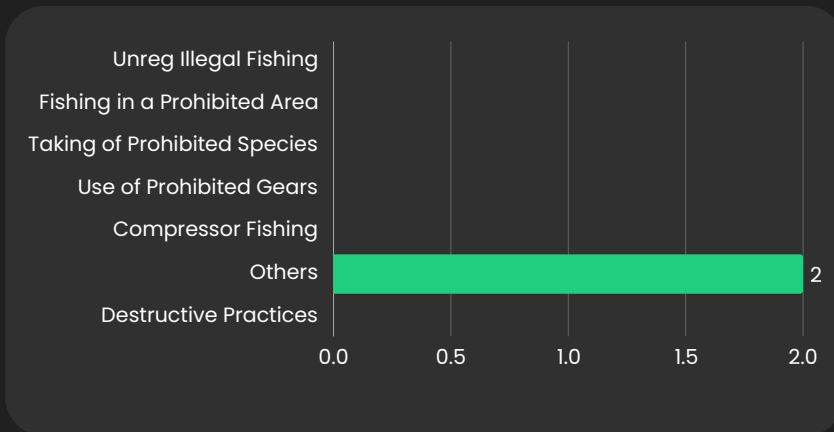 Unreg Illegal Fishing
Fishing in a Prohibited Area
Taking of Prohibited Species
Use of Prohibited Gears
Compressor Fishing
Others 2
Destructive Practices
0.0 0.5 1.0 1.5 2.0